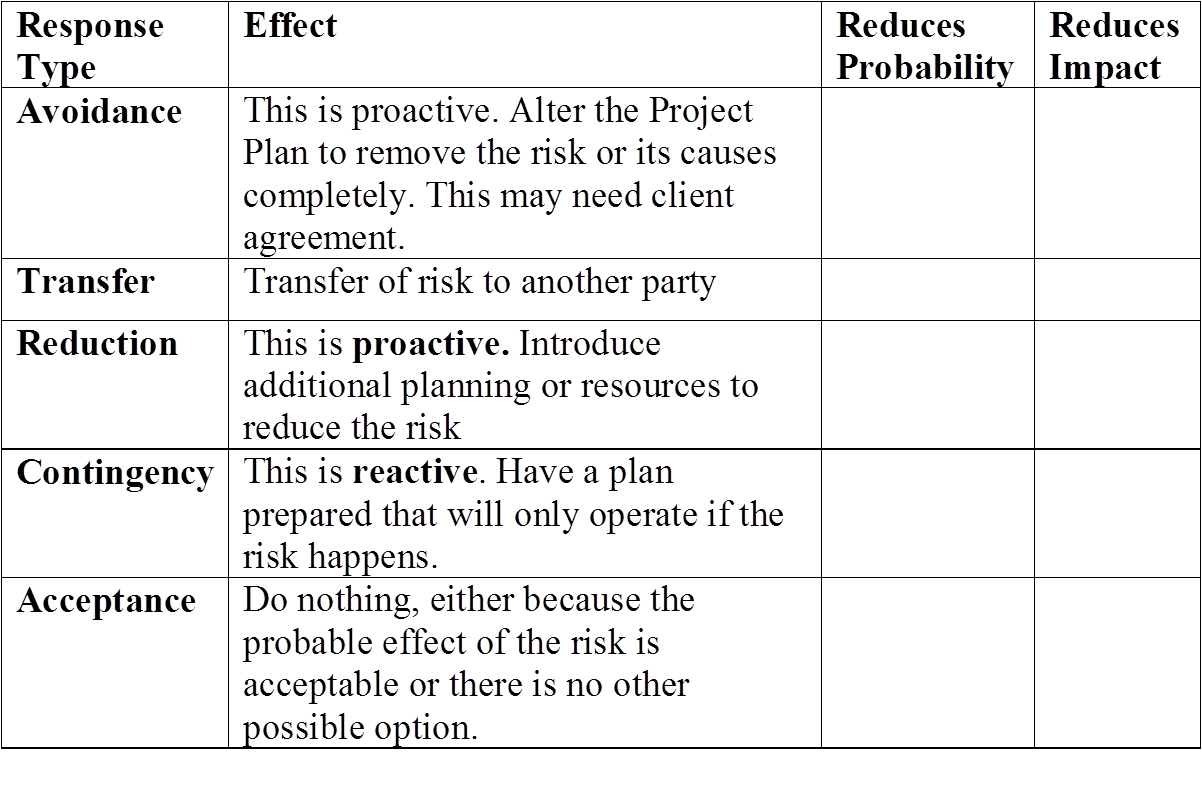 Response Type
Effect
Reduces Probability
Reduces Impact
Avoidance
This is proactive. Alter the Project
Plan to remove the risk or its causes
completely. This may need client
agreement.
Transfer
Transfer of risk to another party
Reduction
This is proactive. Introduce
additional planning or resources to
reduce the risk
Contingency
This is reactive. Have a plan
prepared that will only operate if the
risk happens.
Acceptance
Do nothing, either because the
probable effect of the risk is
acceptable or there is no other
possible option.